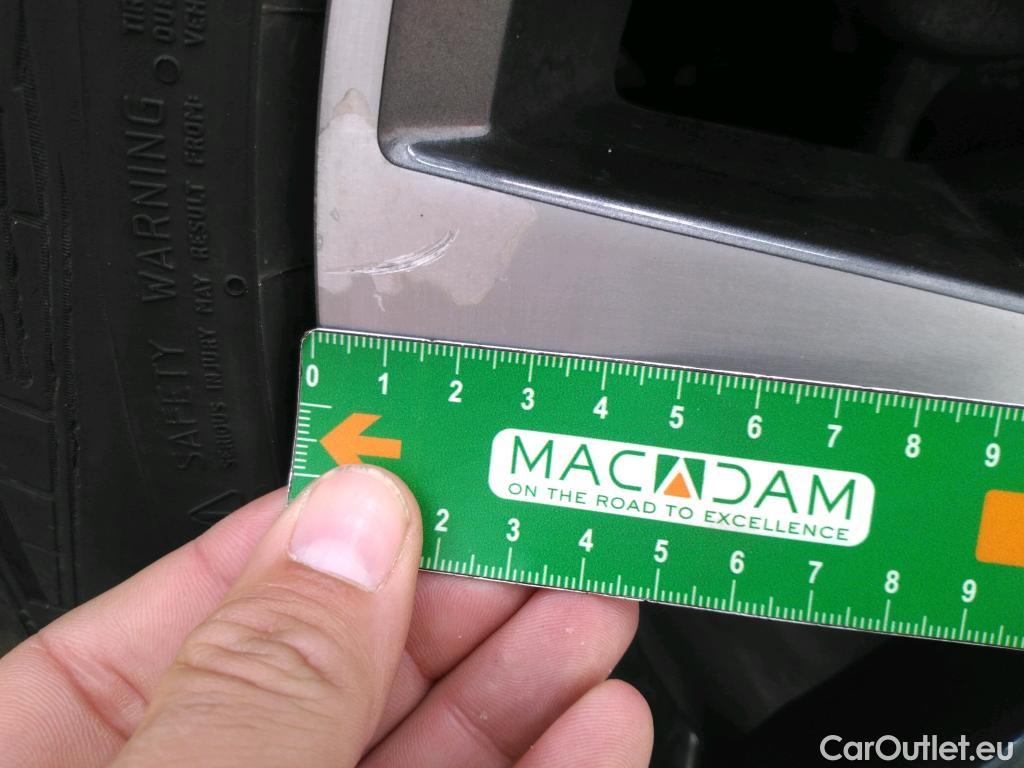 SAFETY WARNING
SERIOUS INJURY MAY RESULT FROM:
0 1 2 3 4 5 6 7 8 9
MACADAM
ON THE ROAD TO EXCELLENCE
2 3 4 5 6 7 8 9
CarOutlet.eu